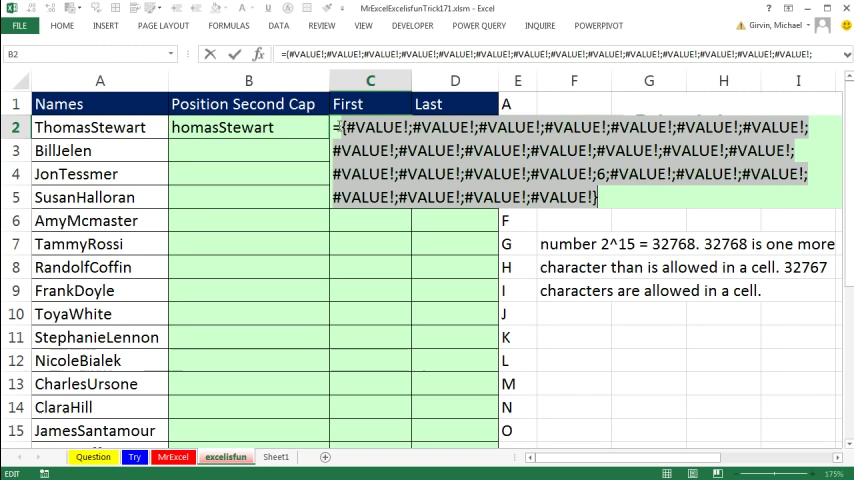 MrExcelExcelisfunTrick171.xlsm - Excel
FILE HOME INSERT PAGE LAYOUT FORMULAS DATA REVIEW VIEW DEVELOPER POWER QUERY INQUIRE POWERPIVOT Girvin, Michael
B2 fx ={#VALUE!;#VALUE!;#VALUE!;#VALUE!;#VALUE!;#VALUE!;#VALUE!;#VALUE!;#VALUE!;#VALUE!;#VALUE!;#VALUE!;#VALUE!;
A B C D E F G H I
1 Names Position Second Cap First Last A
2 ThomasStewart homasStewart ={#VALUE!;#VALUE!;#VALUE!;#VALUE!;#VALUE!;#VALUE!;#VALUE!;
3 BillJelen #VALUE!;#VALUE!;#VALUE!;#VALUE!;#VALUE!;#VALUE!;#VALUE!;
4 JonTessmer #VALUE!;#VALUE!;#VALUE!;#VALUE!;6;#VALUE!;#VALUE!;#VALUE!;
5 SusanHalloran #VALUE!;#VALUE!;#VALUE!;#VALUE!}
6 AmyMcmaster F
7 TammyRossi G number 2^15 = 32768. 32768 is one more
8 RandolfCoffin H character than is allowed in a cell. 32767
9 FrankDoyle I characters are allowed in a cell.
10 ToyaWhite J
11 StephanieLennon K
12 NicoleBialek L
13 CharlesUrsone M
14 ClaraHill N
15 JamesSantamour O
Question Try MrExcel excelisfun Sheet1
EDIT 175%